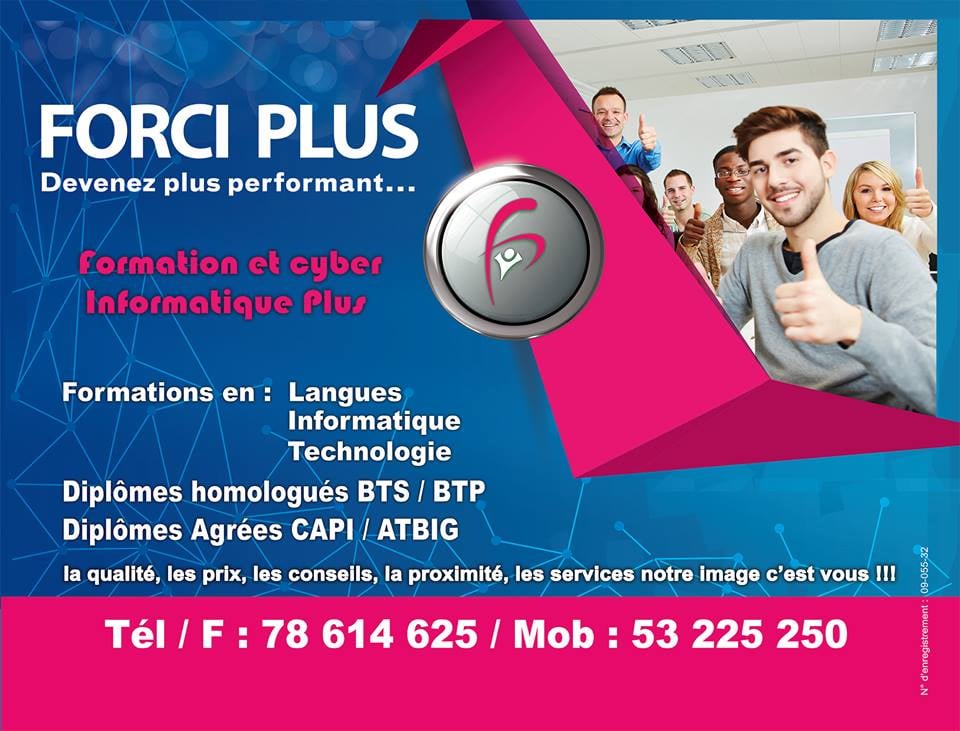 FORCI PLUS
Devenez plus performant...
Formation et cyber
Informatique Plus
Formations en : Langues
Informatique
Technologie
Diplômes homologués BTS / BTP
Diplômes Agrées CAPI / ATBIG
la qualité, les prix, les conseils, la proximité, les services notre image c’est vous !!!
Tél / F : 78 614 625 / Mob : 53 225 250
N° d'enregistrement : 09-055-32